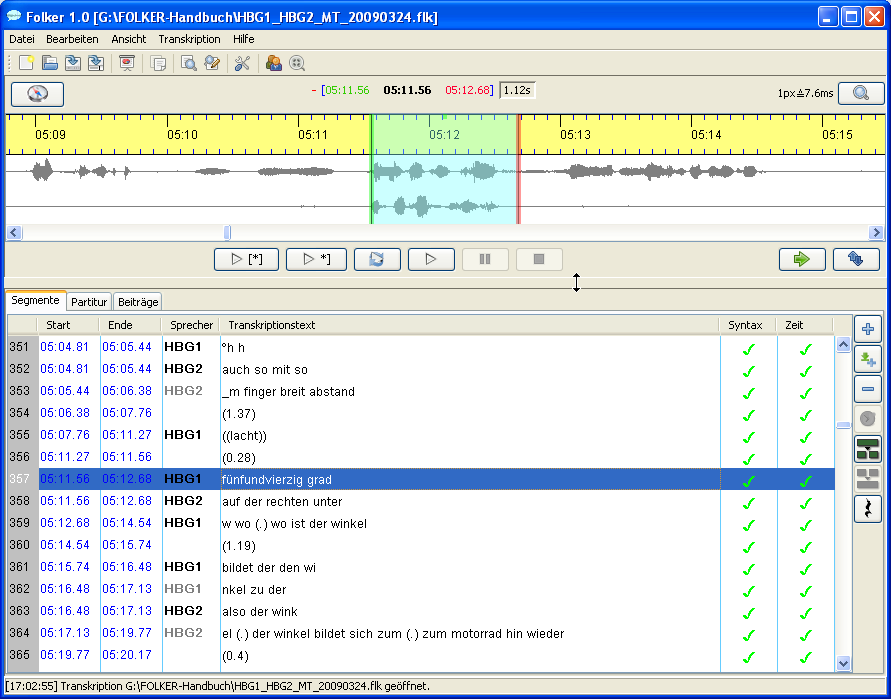 Folker 1.0 [G:\FOLKER-Handbuch\HBG1_HBG2_MT_20090324.flk]
Datei Bearbeiten Ansicht Transkription Hilfe
- [05:11.56 05:11.56 05:12.68] 1.12s 1px≙7.6ms
05:09 05:10 05:11 05:12 05:13 05:14 05:15
[*] *]
Segmente Partitur Beiträge
Start Ende Sprecher Transkriptionstext Syntax Zeit
351 05:04.81 05:05.44 HBG1 °h h
352 05:04.81 05:05.44 HBG2 auch so mit so
353 05:05.44 05:06.38 HBG2 _m finger breit abstand
354 05:06.38 05:07.76 (1.37)
355 05:07.76 05:11.27 HBG1 ((lacht))
356 05:11.27 05:11.56 (0.28)
357 05:11.56 05:12.68 HBG1 fünfundvierzig grad
358 05:11.56 05:12.68 HBG2 auf der rechten unter
359 05:12.68 05:14.54 HBG1 w wo (.) wo ist der winkel
360 05:14.54 05:15.74 (1.19)
361 05:15.74 05:16.48 HBG1 bildet der den wi
362 05:16.48 05:17.13 HBG1 nkel zu der
363 05:16.48 05:17.13 HBG2 also der wink
364 05:17.13 05:19.77 HBG2 el (.) der winkel bildet sich zum (.) zum motorrad hin wieder
365 05:19.77 05:20.17 (0.4)
[17:02:55] Transkription G:\FOLKER-Handbuch\HBG1_HBG2_MT_20090324.flk geöffnet.